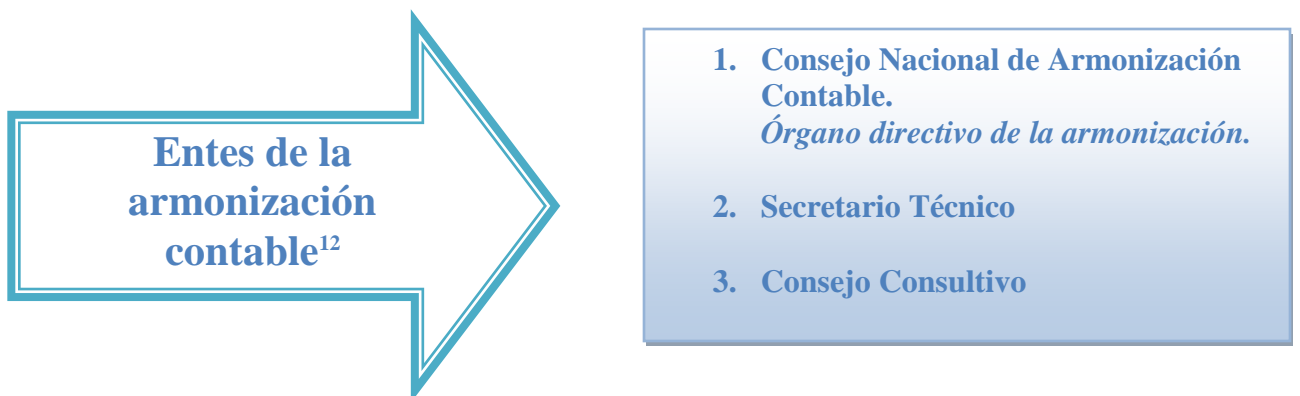 Entes de la
armonización
contable12
1. Consejo Nacional de Armonización
Contable.
Órgano directivo de la armonización.
2. Secretario Técnico
3. Consejo Consultivo